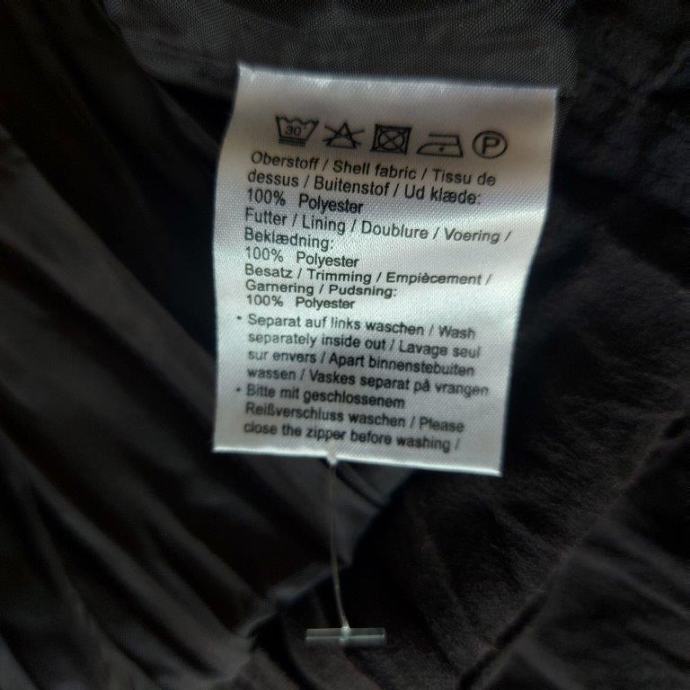 30
P
Oberstoff / Shell fabric / Tissu de
dessus / Buitenstof / Ud klæde:
100% Polyester
Futter / Lining / Doublure / Voering /
Beklædning:
100% Polyester
Besatz / Trimming / Empiècement /
Garnering / Pudsning:
100% Polyester
• Separat auf links waschen / Wash
separately inside out / Lavage seul
sur envers / Apart binnenstebuiten
wassen / Vaskes separat på vrangen
• Bitte mit geschlossenem
Reißverschluss waschen / Please
close the zipper before washing /